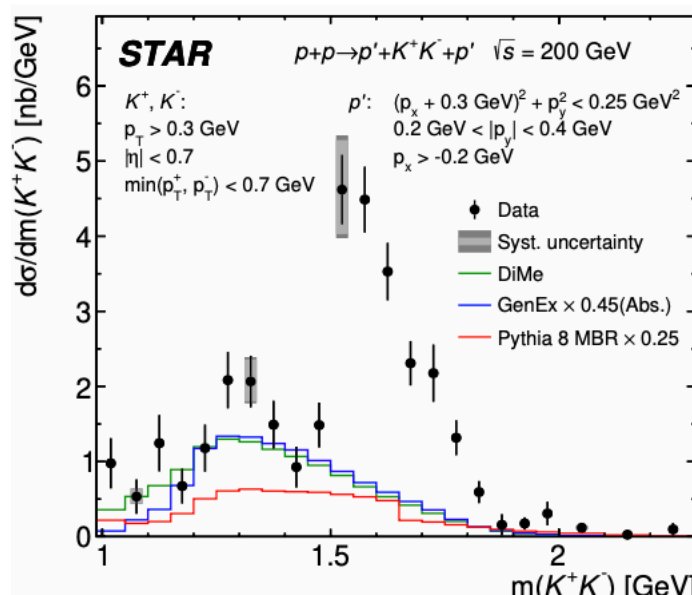 STAR
p+p→p′+K⁺K⁻+p′ √s = 200 GeV
K⁺, K⁻:
p_T > 0.3 GeV
|η| < 0.7
min(p_T⁺, p_T⁻) < 0.7 GeV
p′: (p_x + 0.3 GeV)² + p_y² < 0.25 GeV²
0.2 GeV < |p_y| < 0.4 GeV
p_x > -0.2 GeV
Data
Syst. uncertainty
DiMe
GenEx × 0.45(Abs.)
Pythia 8 MBR × 0.25
dσ/dm(K⁺K⁻) [nb/GeV]
6
5
4
3
2
1
0
1 1.5 2
m(K⁺K⁻) [GeV]